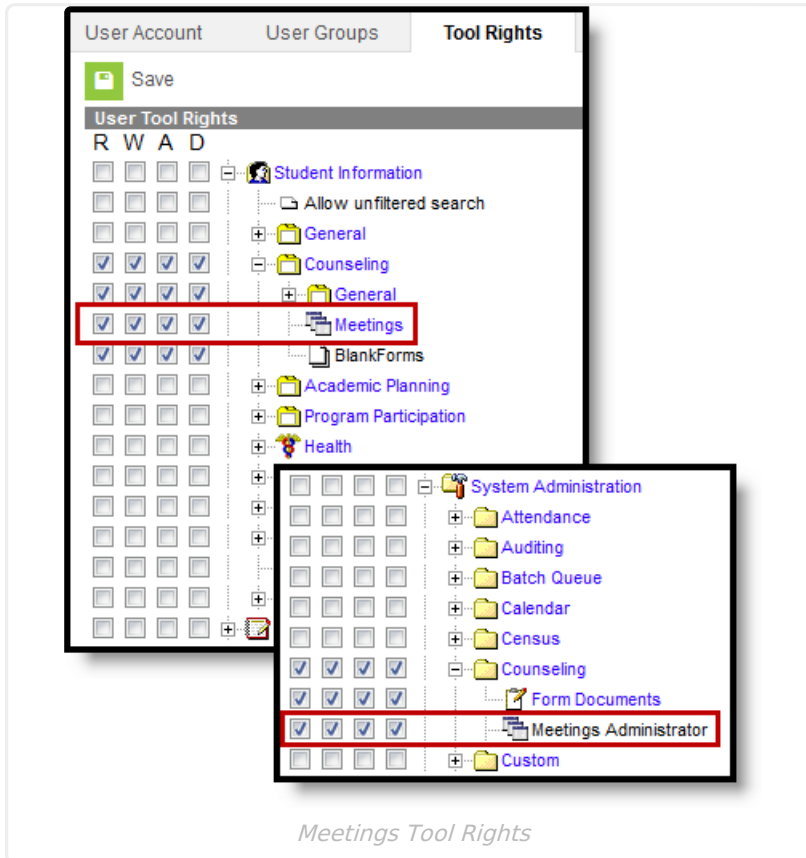 User Account User Groups Tool Rights
Save
User Tool Rights
R W A D
Student Information
Allow unfiltered search
General
Counseling
General
Meetings
BlankForms
Academic Planning
Program Participation
Health
System Administration
Attendance
Auditing
Batch Queue
Calendar
Census
Counseling
Form Documents
Meetings Administrator
Custom
Meetings Tool Rights